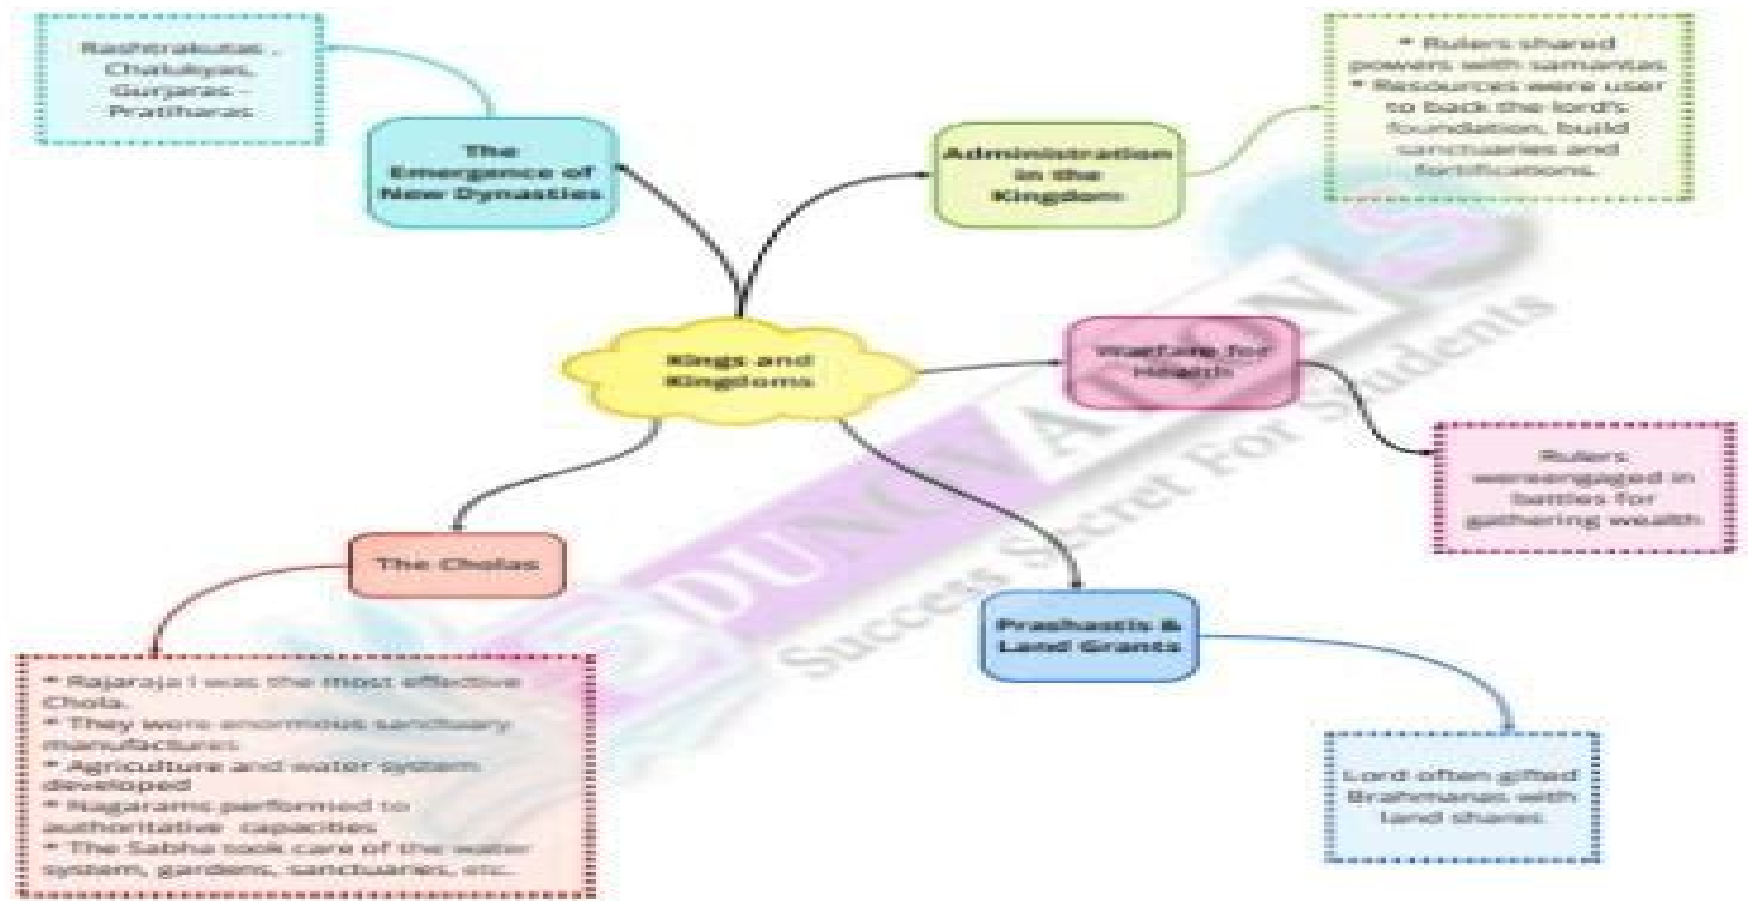 Rashtrakutas ,
Chalukyas,
Gurjaras -
Pratiharas
The
Emergence of
New Dynasties
Administration
in the
Kingdom
* Rulers shared
powers with samantas
* Resources were user
to back the lord's
foundation, build
sanctuaries and
fortifications.
Kings and
Kingdoms
Warfare for
Wealth
Rulers
wereengaged in
battles for
gathering wealth
The Cholas
* Rajaraja I was the most effective
Chola.
* They were enormous sanctuary
manufactures
* Agriculture and water system
developed
* Nagarams performed to
authoritative capacities
* The Sabha took care of the water
system, gardens, sanctuaries, etc.
Prashastis &
Land Grants
Lord often gifted
Brahmanas with
land shares
EDUNOVATION
Success Secret For Students